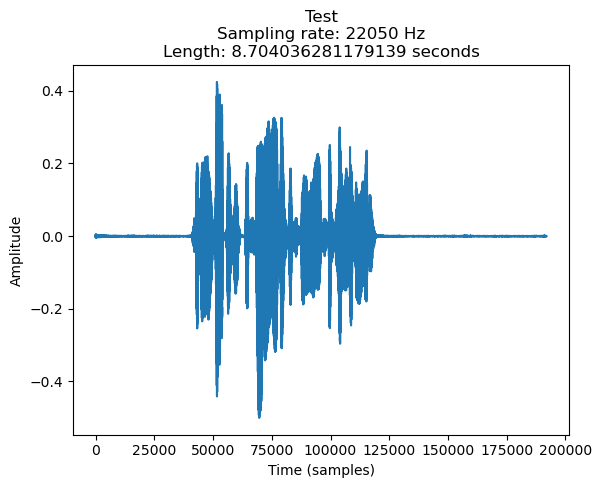 Test
Sampling rate: 22050 Hz
Length: 8.704036281179139 seconds
0.4
0.2
0.0
−0.2
−0.4
Amplitude
0 25000 50000 75000 100000 125000 150000 175000 200000
Time (samples)